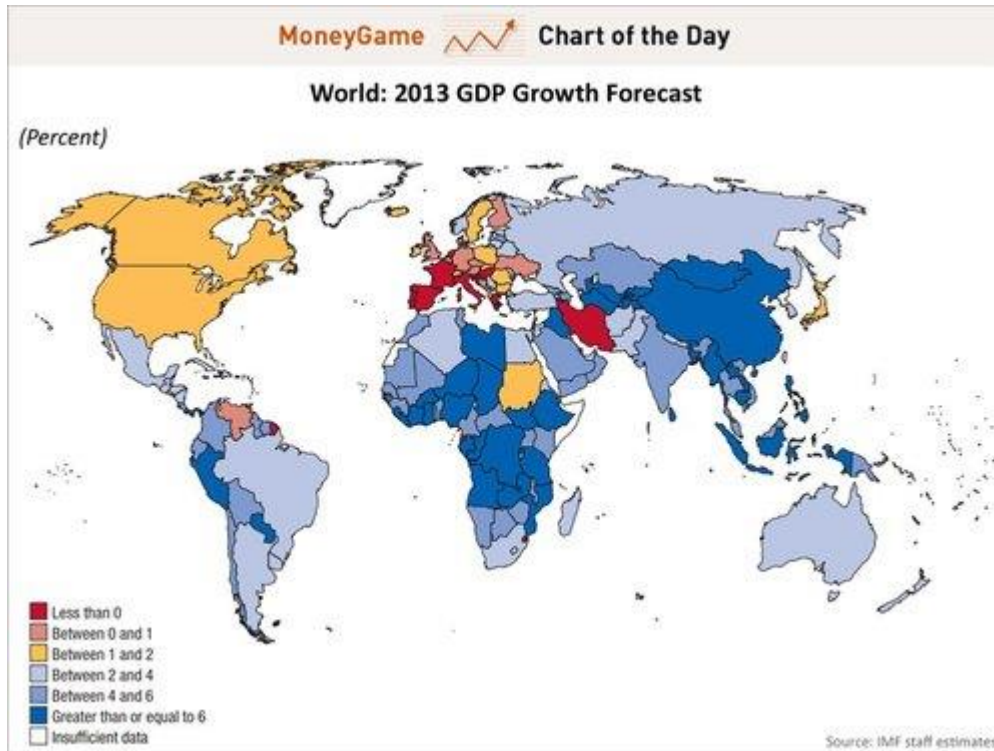 MoneyGame Chart of the Day
World: 2013 GDP Growth Forecast
(Percent)
Less than 0
Between 0 and 1
Between 1 and 2
Between 2 and 4
Between 4 and 6
Greater than or equal to 6
Insufficient data
Source: IMF staff estimates